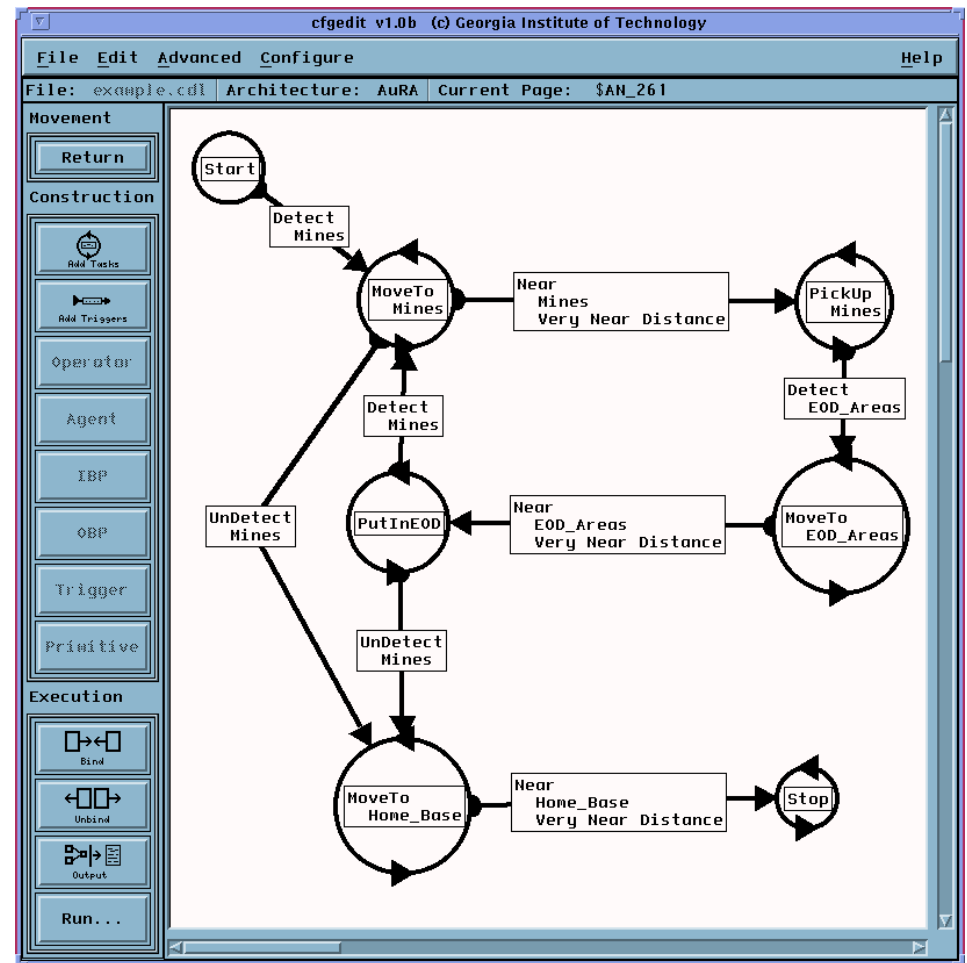 cfgedit v1.0b (c) Georgia Institute of Technology
File Edit Advanced Configure Help
File: example.cdl Architecture: AuRA Current Page: $AN_261
Movement
Return
Construction
Add Tasks
Add Triggers
Operator
Agent
IBP
OBP
Trigger
Primitive
Execution
Bind
Unbind
Output
Run...
Start
Detect
Mines
MoveTo
Mines
Near
Mines
Very Near Distance
PickUp
Mines
Detect
Mines
Detect
EOD_Areas
UnDetect
Mines
PutInEOD
Near
EOD_Areas
Very Near Distance
MoveTo
EOD_Areas
UnDetect
Mines
MoveTo
Home_Base
Near
Home_Base
Very Near Distance
Stop